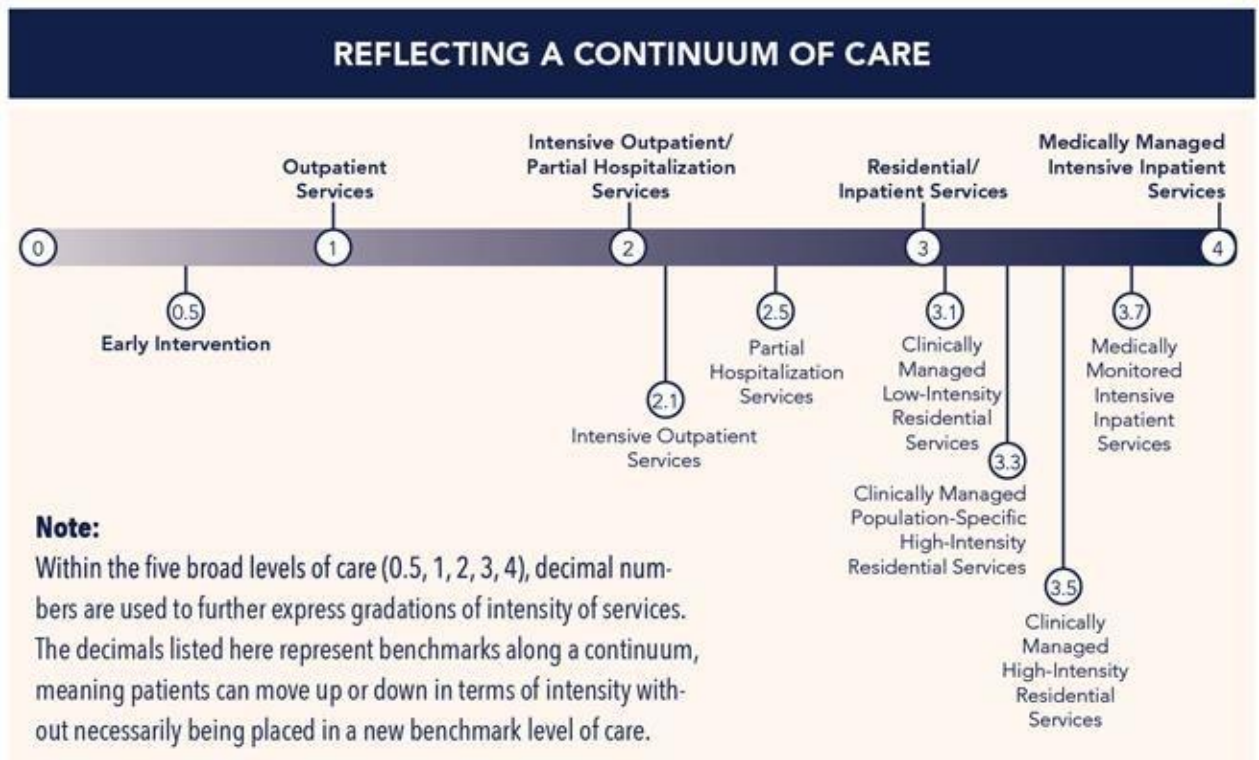 REFLECTING A CONTINUUM OF CARE
Outpatient
Services
Intensive Outpatient/
Partial Hospitalization
Services
Residential/
Inpatient Services
Medically Managed
Intensive Inpatient
Services
0
1
2
3
4
0.5
Early Intervention
2.1
Intensive Outpatient
Services
2.5
Partial
Hospitalization
Services
3.1
Clinically
Managed
Low-Intensity
Residential
Services
3.3
Clinically Managed
Population-Specific
High-Intensity
Residential Services
3.5
Clinically
Managed
High-Intensity
Residential
Services
3.7
Medically
Monitored
Intensive
Inpatient
Services
Note:
Within the five broad levels of care (0.5, 1, 2, 3, 4), decimal num-
bers are used to further express gradations of intensity of services.
The decimals listed here represent benchmarks along a continuum,
meaning patients can move up or down in terms of intensity with-
out necessarily being placed in a new benchmark level of care.